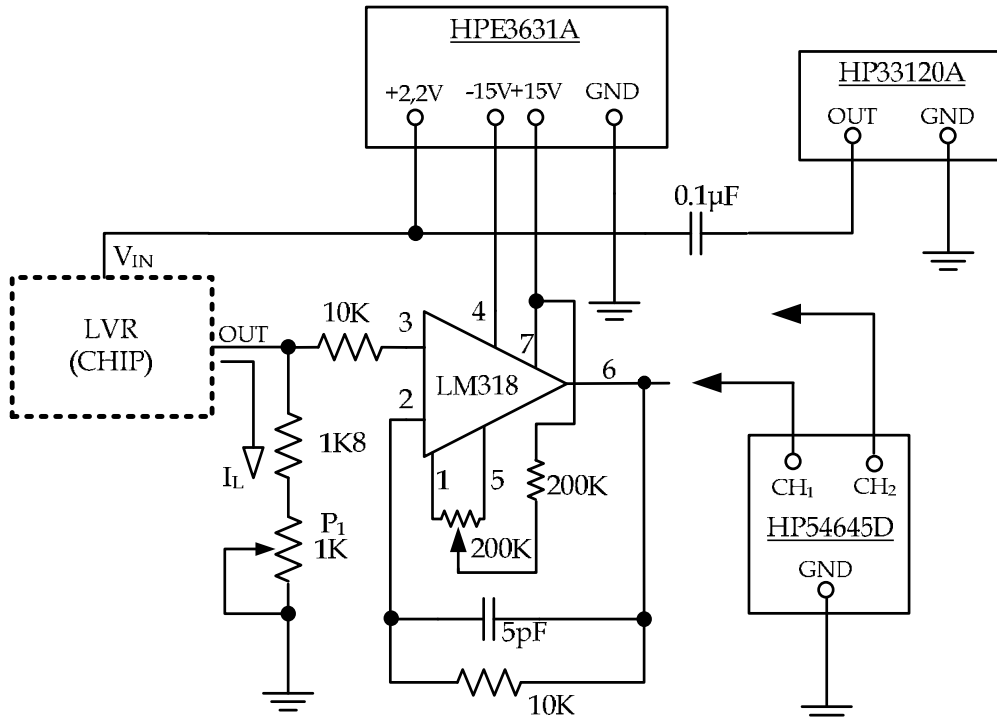 HPE3631A
+2,2V
-15V+15V
GND
HP33120A
OUT
GND
0.1µF
VIN
LVR
(CHIP)
OUT
10K
3
4
7
6
2
LM318
1K8
IL
1
5
200K
200K
P1
1K
CH1
CH2
HP54645D
GND
5pF
10K